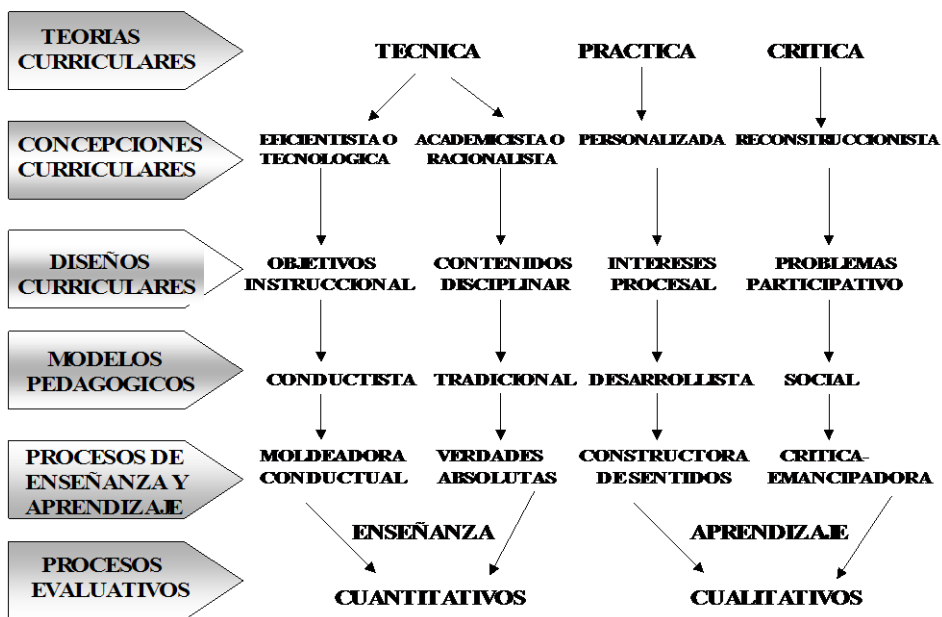 TEORIAS
CURRICULARES
TECNICA
PRACTICA
CRITICA
CONCEPCIONES
CURRICULARES
EFICIENTISTA O
TECNOLOGICA
ACADEMICISTA O
RACIONALISTA
PERSONALIZADA
RECONSTRUCCIONISTA
DISEÑOS
CURRICULARES
OBJETIVOS
INSTRUCCIONAL
CONTENIDOS
DISCIPLINAR
INTERESES
PROCESAL
PROBLEMAS
PARTICIPATIVO
MODELOS
PEDAGOGICOS
CONDUCTISTA
TRADICIONAL
DESARROLLISTA
SOCIAL
PROCESOS DE
ENSEÑANZA Y
APRENDIZAJE
MOLDEADORA
CONDUCTUAL
VERDADES
ABSOLUTAS
CONSTRUCTORA
DE SENTIDOS
CRITICA-
EMANCIPADORA
ENSEÑANZA
APRENDIZAJE
PROCESOS
EVALUATIVOS
CUANTITATIVOS
CUALITATIVOS